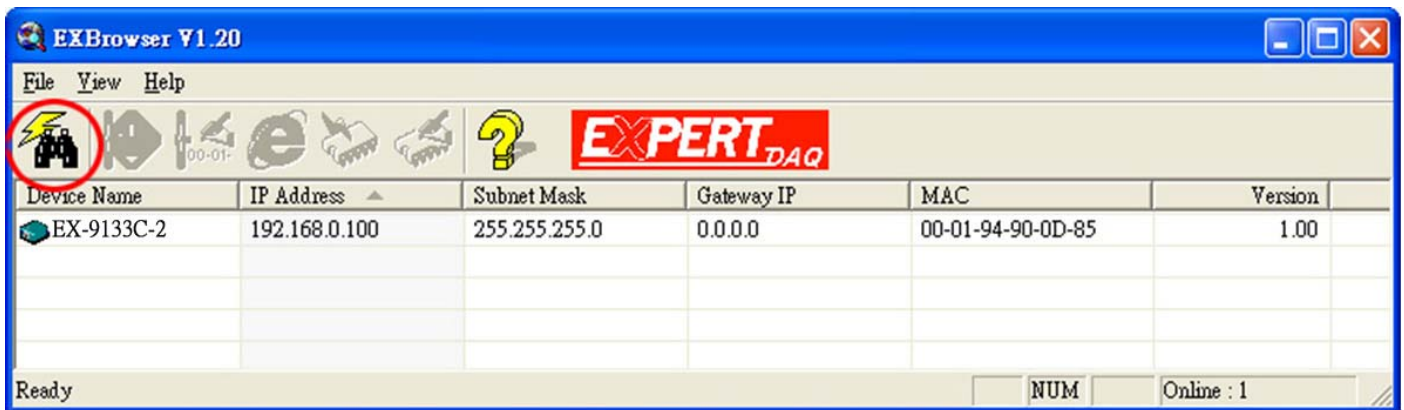 EXBrowser V1.20
File View Help
00-01-
EXPERT DAQ
Device Name IP Address Subnet Mask Gateway IP MAC Version
EX-9133C-2 192.168.0.100 255.255.255.0 0.0.0.0 00-01-94-90-0D-85 1.00
Ready NUM Online : 1